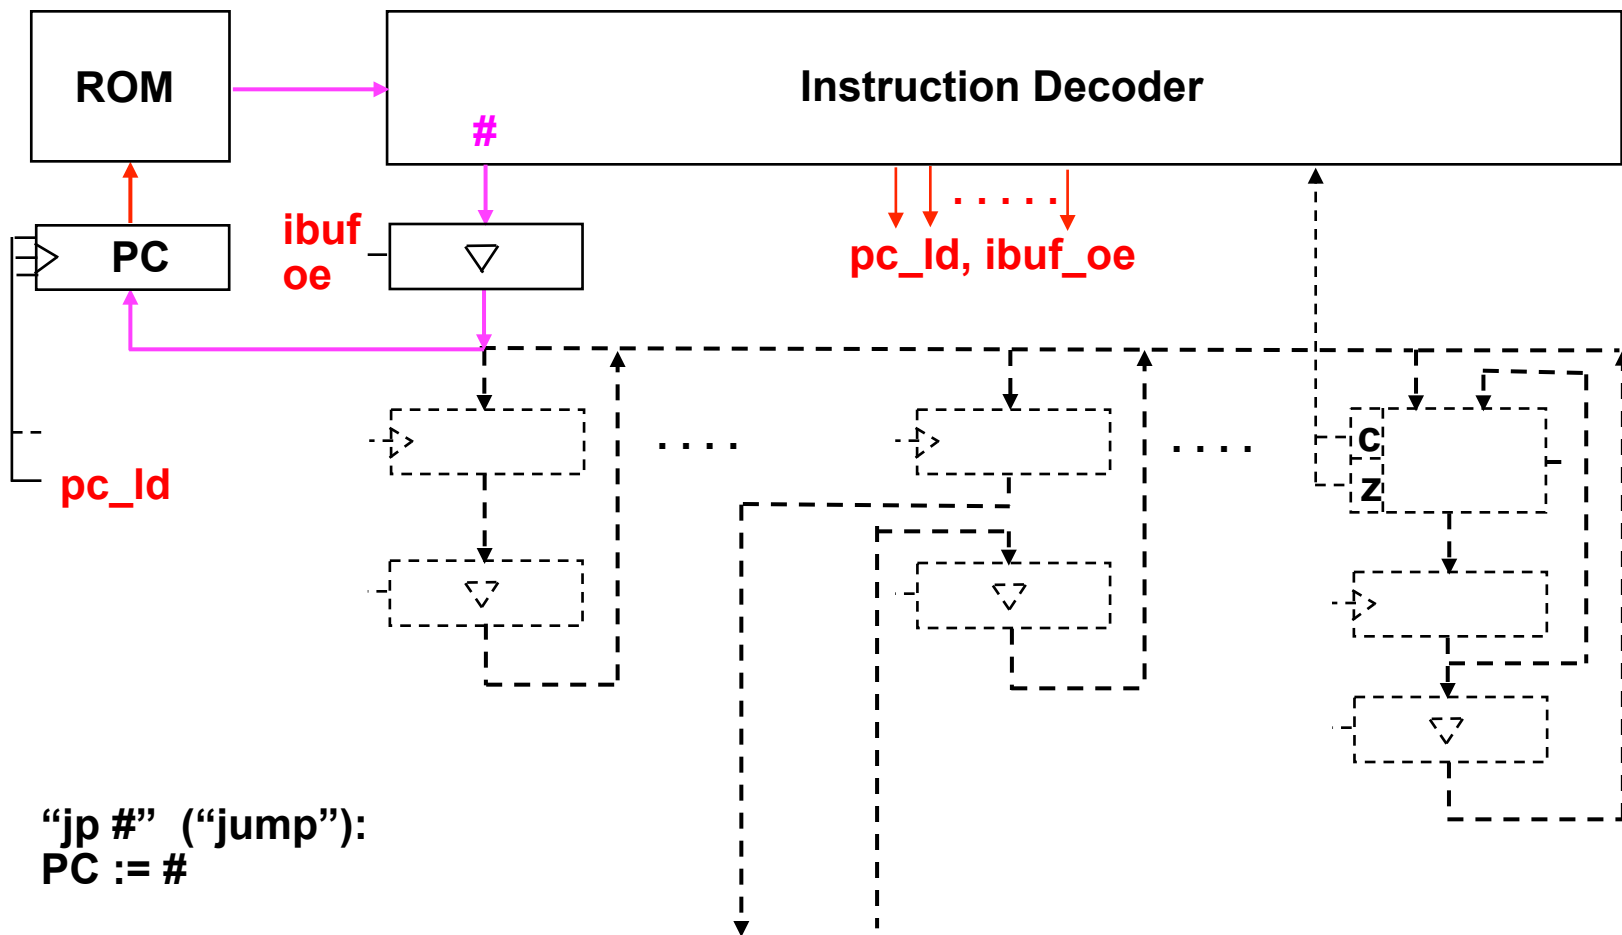 ROM
Instruction Decoder
#
ibuf
oe
PC
pc_ld, ibuf_oe
. . . . .
pc_ld
. . . .
. . . .
C
Z
“jp #” (“jump”):
PC := #